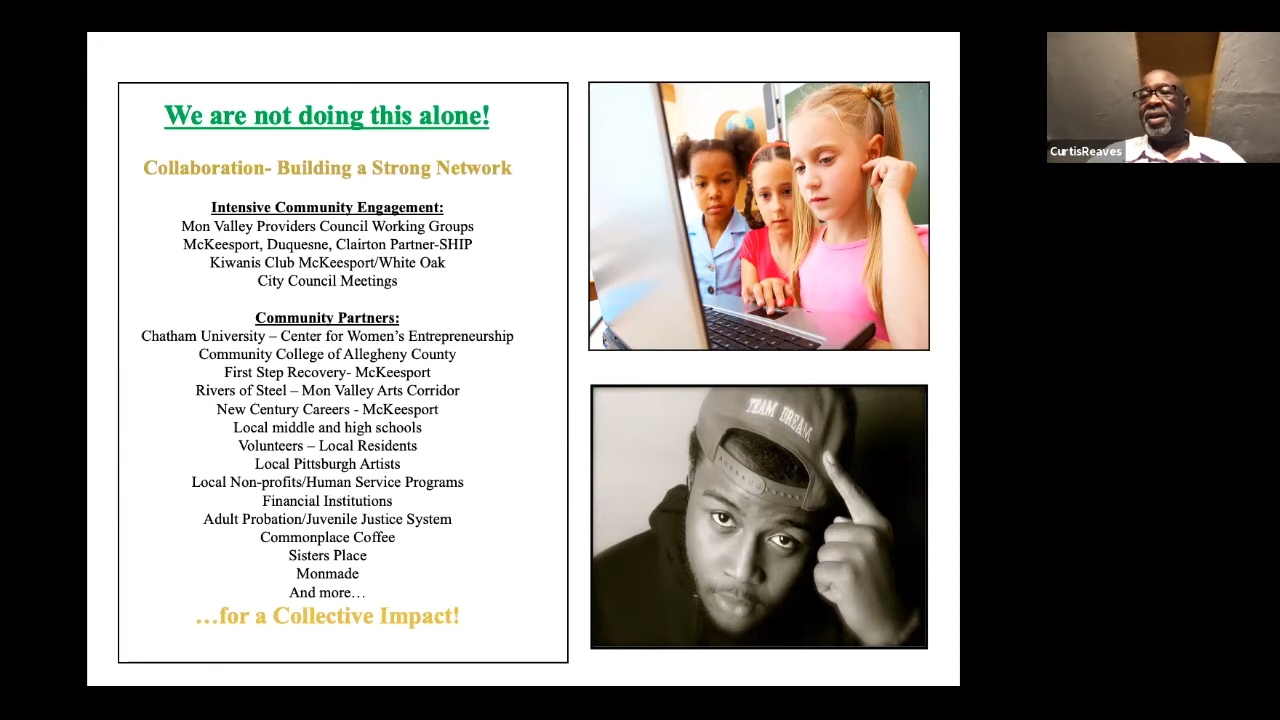 We are not doing this alone!
Collaboration- Building a Strong Network
Intensive Community Engagement:
Mon Valley Providers Council Working Groups
McKeesport, Duquesne, Clairton Partner-SHIP
Kiwanis Club McKeesport/White Oak
City Council Meetings
Community Partners:
Chatham University – Center for Women’s Entrepreneurship
Community College of Allegheny County
First Step Recovery- McKeesport
Rivers of Steel – Mon Valley Arts Corridor
New Century Careers - McKeesport
Local middle and high schools
Volunteers – Local Residents
Local Pittsburgh Artists
Local Non-profits/Human Service Programs
Financial Institutions
Adult Probation/Juvenile Justice System
Commonplace Coffee
Sisters Place
Monmade
And more…
…for a Collective Impact!
TEAM DREAM
CurtisReaves